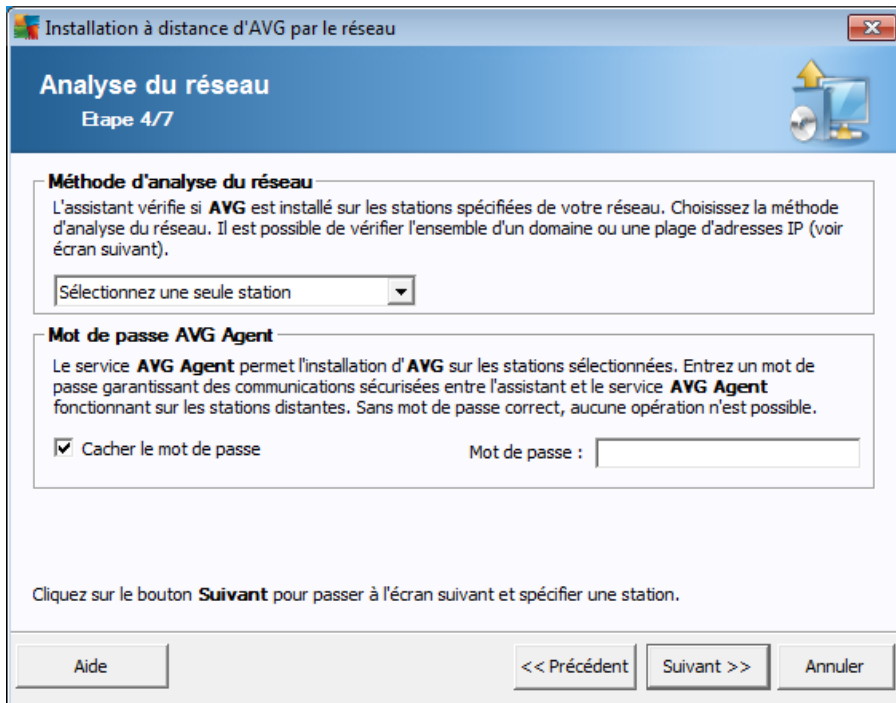 Installation à distance d'AVG par le réseau
Analyse du réseau
Etape 4/7
Méthode d'analyse du réseau
L'assistant vérifie si AVG est installé sur les stations spécifiées de votre réseau. Choisissez la méthode
d'analyse du réseau. Il est possible de vérifier l'ensemble d'un domaine ou une plage d'adresses IP (voir
écran suivant).
Sélectionnez une seule station
Mot de passe AVG Agent
Le service AVG Agent permet l'installation d'AVG sur les stations sélectionnées. Entrez un mot de
passe garantissant des communications sécurisées entre l'assistant et le service AVG Agent
fonctionnant sur les stations distantes. Sans mot de passe correct, aucune opération n'est possible.
Cacher le mot de passe
Mot de passe :
Cliquez sur le bouton Suivant pour passer à l'écran suivant et spécifier une station.
Aide
<< Précédent
Suivant >>
Annuler